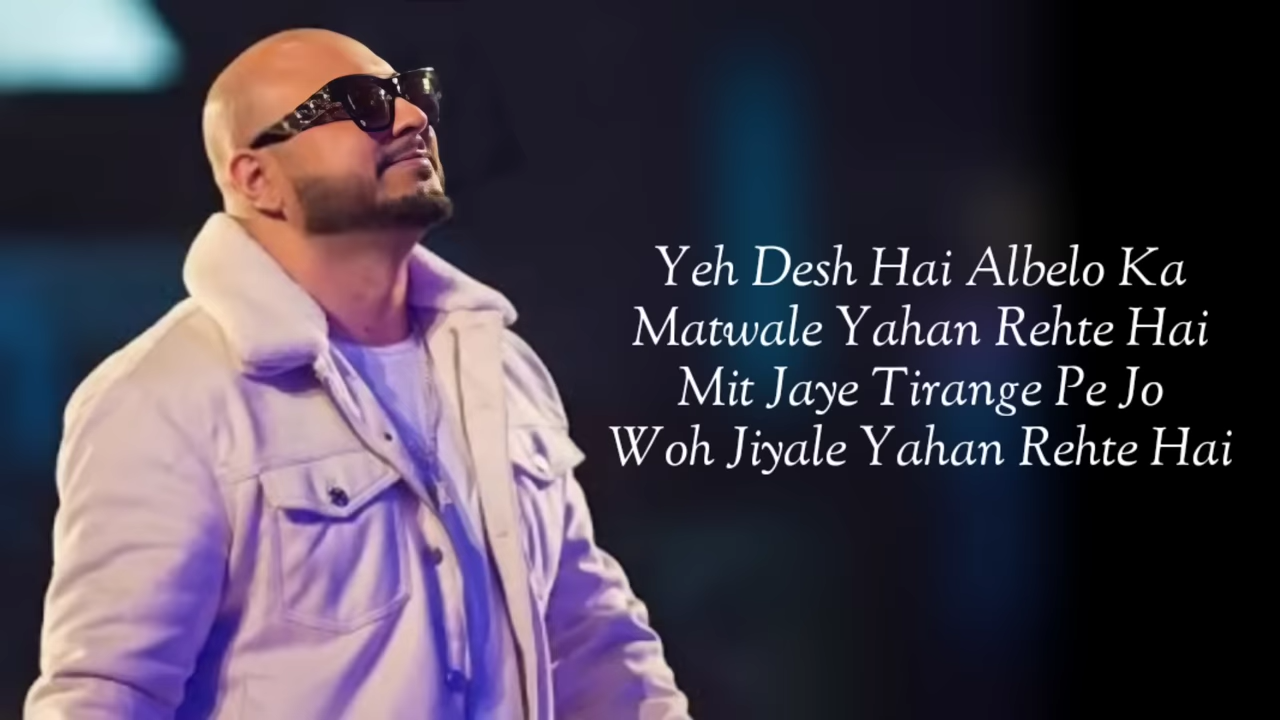 Yeh Desh Hai Albelo Ka
Matwale Yahan Rehte Hai
Mit Jaye Tirange Pe Jo
Woh Jiyale Yahan Rehte Hai